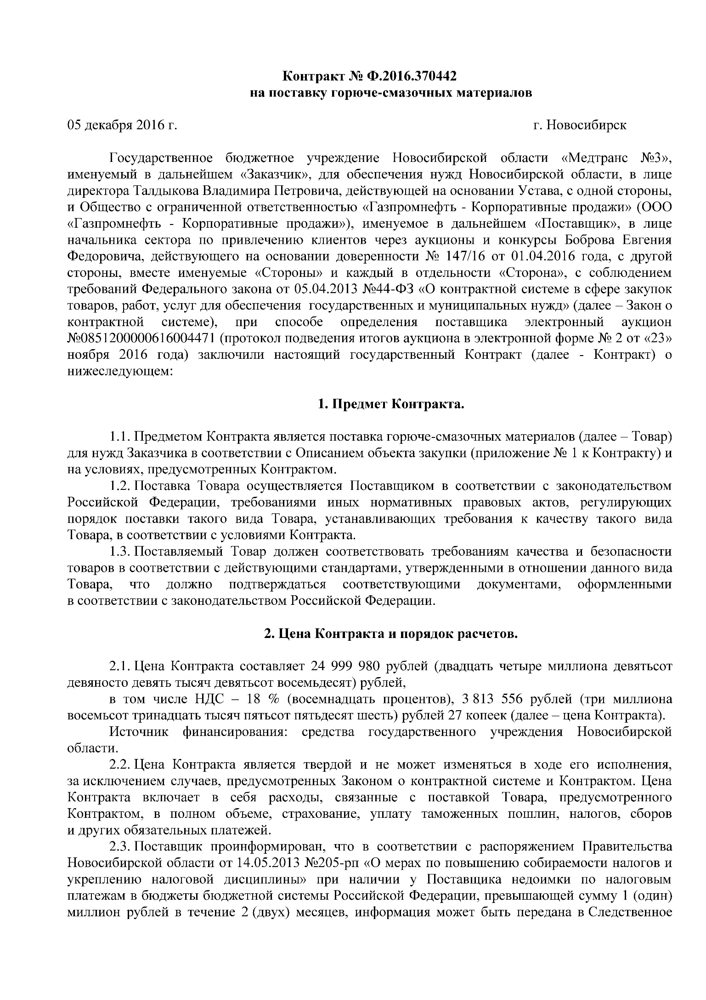 Контракт № Ф.2016.370442
на поставку горюче-смазочных материалов
05 декабря 2016 г. г. Новосибирск
Государственное бюджетное учреждение Новосибирской области «Медтранс №3»,
именуемый в дальнейшем «Заказчик», для обеспечения нужд Новосибирской области, в лице
директора Талдыкова Владимира Петровича, действующей на основании Устава, с одной стороны,
и Общество с ограниченной ответственностью «Газпромнефть - Корпоративные продажи» (ООО
«Газпромнефть - Корпоративные продажи»), именуемое в дальнейшем «Поставщик», в лице
начальника сектора по привлечению клиентов через аукционы и конкурсы Боброва Евгения
Федоровича, действующего на основании доверенности № 147/16 от 01.04.2016 года, с другой
стороны, вместе именуемые «Стороны» и каждый в отдельности «Сторона», с соблюдением
требований Федерального закона от 05.04.2013 №44-ФЗ «О контрактной системе в сфере закупок
товаров, работ, услуг для обеспечения государственных и муниципальных нужд» (далее – Закон о
контрактной системе), при способе определения поставщика электронный аукцион
№0851200000616004471 (протокол подведения итогов аукциона в электронной форме № 2 от «23»
ноября 2016 года) заключили настоящий государственный Контракт (далее - Контракт) о
нижеследующем:
1. Предмет Контракта.
1.1. Предметом Контракта является поставка горюче-смазочных материалов (далее – Товар)
для нужд Заказчика в соответствии с Описанием объекта закупки (приложение № 1 к Контракту) и
на условиях, предусмотренных Контрактом.
1.2. Поставка Товара осуществляется Поставщиком в соответствии с законодательством
Российской Федерации, требованиями иных нормативных правовых актов, регулирующих
порядок поставки такого вида Товара, устанавливающих требования к качеству такого вида
Товара, в соответствии с условиями Контракта.
1.3. Поставляемый Товар должен соответствовать требованиям качества и безопасности
товаров в соответствии с действующими стандартами, утвержденными в отношении данного вида
Товара, что должно подтверждаться соответствующими документами, оформленными
в соответствии с законодательством Российской Федерации.
2. Цена Контракта и порядок расчетов.
2.1. Цена Контракта составляет 24 999 980 рублей (двадцать четыре миллиона девятьсот
девяносто девять тысяч девятьсот восемьдесят) рублей,
в том числе НДС – 18 % (восемнадцать процентов), 3 813 556 рублей (три миллиона
восемьсот тринадцать тысяч пятьсот пятьдесят шесть) рублей 27 копеек (далее – цена Контракта).
Источник финансирования: средства государственного учреждения Новосибирской
области.
2.2. Цена Контракта является твердой и не может изменяться в ходе его исполнения,
за исключением случаев, предусмотренных Законом о контрактной системе и Контрактом. Цена
Контракта включает в себя расходы, связанные с поставкой Товара, предусмотренного
Контрактом, в полном объеме, страхование, уплату таможенных пошлин, налогов, сборов
и других обязательных платежей.
2.3. Поставщик проинформирован, что в соответствии с распоряжением Правительства
Новосибирской области от 14.05.2013 №205-рп «О мерах по повышению собираемости налогов и
укреплению налоговой дисциплины» при наличии у Поставщика недоимки по налоговым
платежам в бюджеты бюджетной системы Российской Федерации, превышающей сумму 1 (один)
миллион рублей в течение 2 (двух) месяцев, информация может быть передана в Следственное